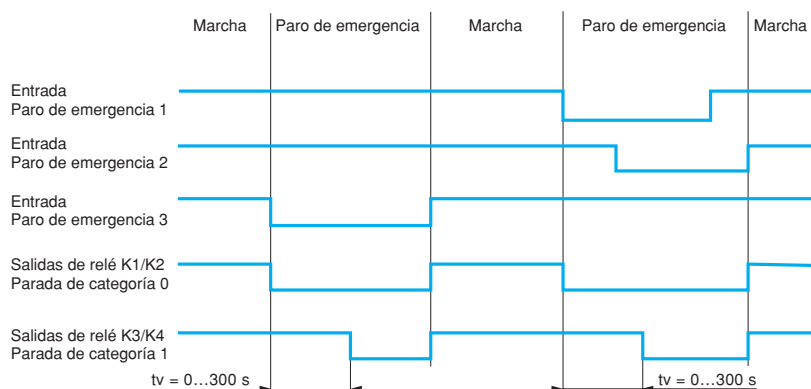 Marcha Paro de emergencia Marcha Paro de emergencia Marcha
Entrada
Paro de emergencia 1
Entrada
Paro de emergencia 2
Entrada
Paro de emergencia 3
Salidas de relé K1/K2
Parada de categoría 0
Salidas de relé K3/K4
Parada de categoría 1
tv = 0...300 s tv = 0...300 s